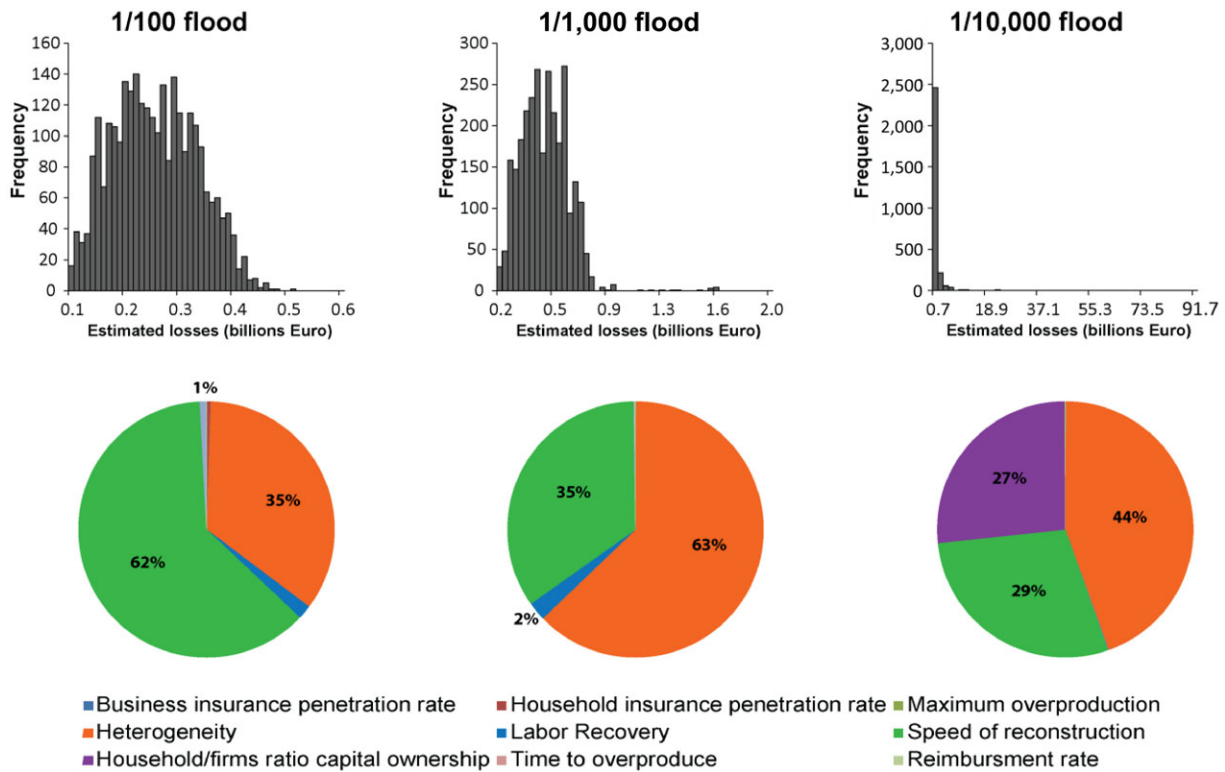 1/100 flood
1/1,000 flood
1/10,000 flood
160
140
120
100
80
60
40
20
0
Frequency
0.1 0.2 0.3 0.4 0.5 0.6
Estimated losses (billions Euro)
300
250
200
150
100
50
0
Frequency
0.2 0.5 0.9 1.3 1.6 2.0
Estimated losses (billions Euro)
3,000
2,500
2,000
1,500
1,000
500
0
Frequency
0.7 18.9 37.1 55.3 73.5 91.7
Estimated losses (billions Euro)
1%
35%
62%
35%
63%
2%
27%
44%
29%
Business insurance penetration rate
Household insurance penetration rate
Maximum overproduction
Heterogeneity
Labor Recovery
Speed of reconstruction
Household/firms ratio capital ownership
Time to overproduce
Reimbursment rate